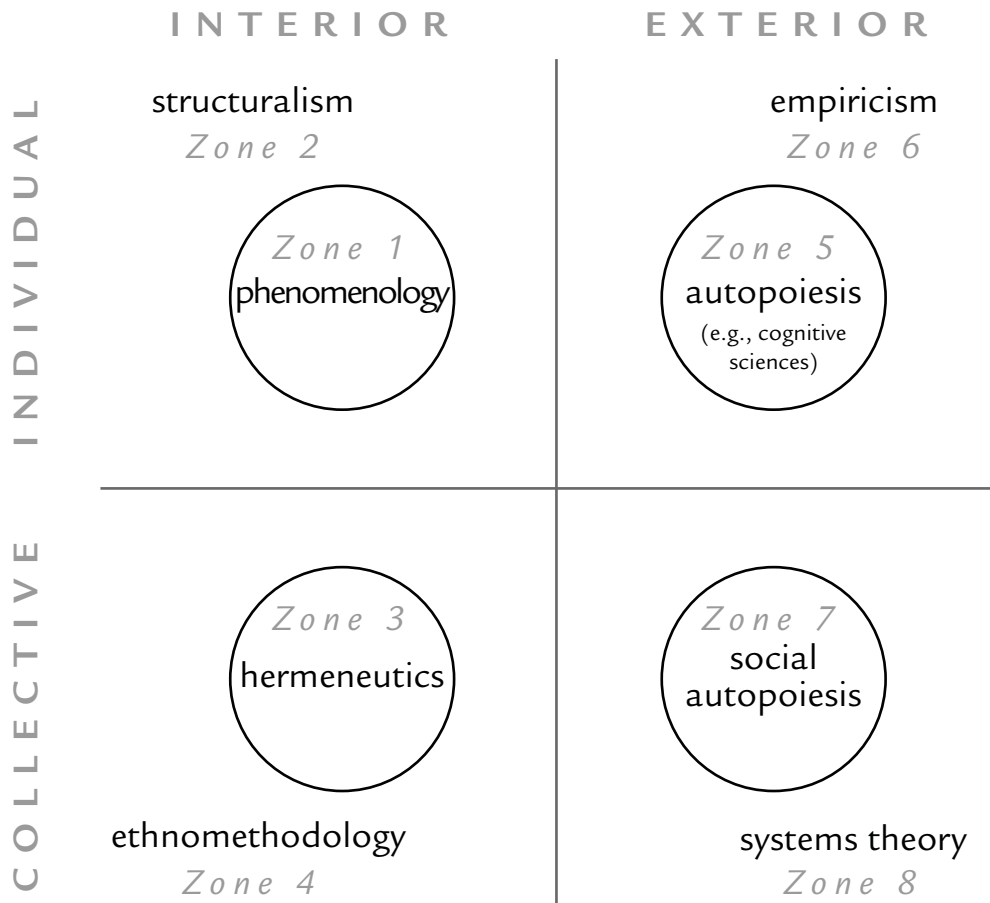 INTERIOR
EXTERIOR
INDIVIDUAL
structuralism
Zone 2
Zone 1
phenomenology
empiricism
Zone 6
Zone 5
autopoiesis
(e.g., cognitive
sciences)
COLLECTIVE
Zone 3
hermeneutics
ethnomethodology
Zone 4
Zone 7
social
autopoiesis
systems theory
Zone 8